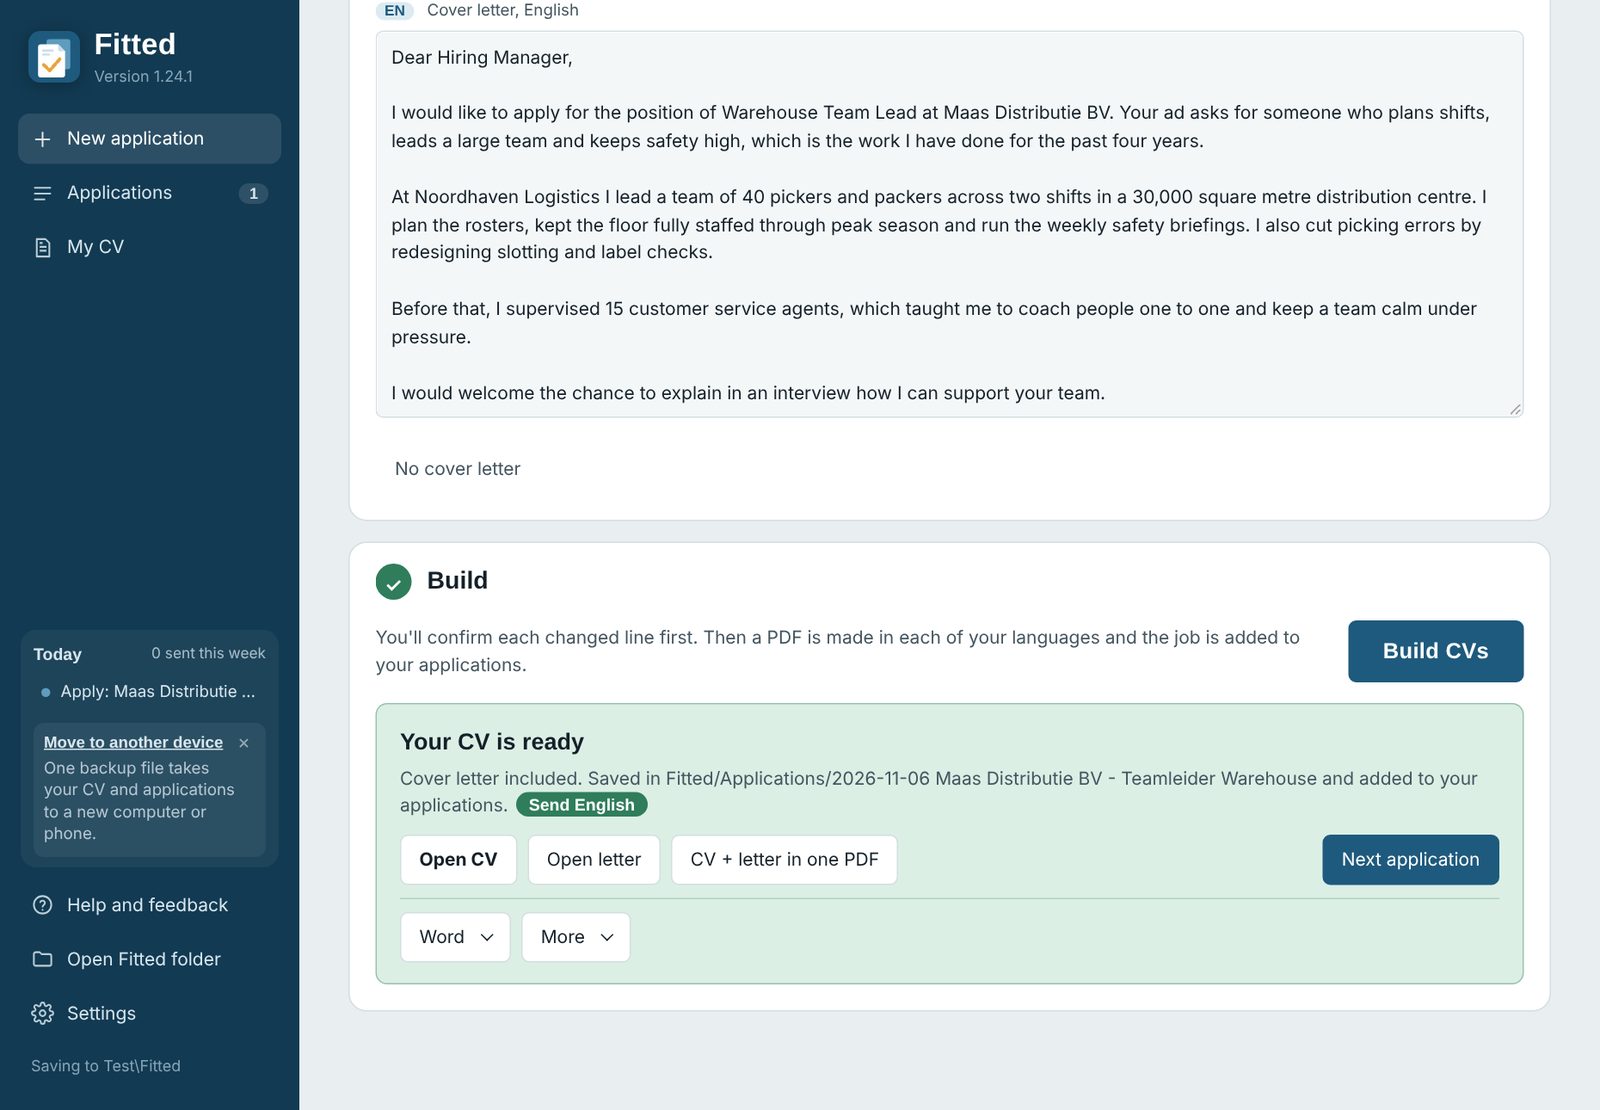 Fitted
Version 1.24.1
New application
Applications 1
My CV
Today 0 sent this week
Apply: Maas Distributie ...
Move to another device ×
One backup file takes
your CV and applications
to a new computer or
phone.
Help and feedback
Open Fitted folder
Settings
Saving to Test\Fitted
EN Cover letter, English
Dear Hiring Manager,
I would like to apply for the position of Warehouse Team Lead at Maas Distributie BV. Your ad asks for someone who plans shifts,
leads a large team and keeps safety high, which is the work I have done for the past four years.
At Noordhaven Logistics I lead a team of 40 pickers and packers across two shifts in a 30,000 square metre distribution centre. I
plan the rosters, kept the floor fully staffed through peak season and run the weekly safety briefings. I also cut picking errors by
redesigning slotting and label checks.
Before that, I supervised 15 customer service agents, which taught me to coach people one to one and keep a team calm under
pressure.
I would welcome the chance to explain in an interview how I can support your team.
No cover letter
Build
You'll confirm each changed line first. Then a PDF is made in each of your languages and the job is added to
your applications.
Build CVs
Your CV is ready
Cover letter included. Saved in Fitted/Applications/2026-11-06 Maas Distributie BV - Teamleider Warehouse and added to your
applications. Send English
Open CV Open letter CV + letter in one PDF Next application
Word More